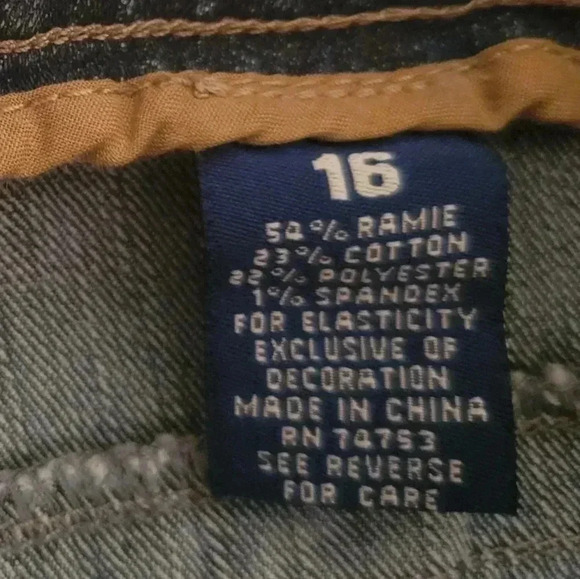 16
54% RAMIE
23% COTTON
22% POLYESTER
1% SPANDEX
FOR ELASTICITY
EXCLUSIVE OF
DECORATION
MADE IN CHINA
RN 74753
SEE REVERSE
FOR CARE